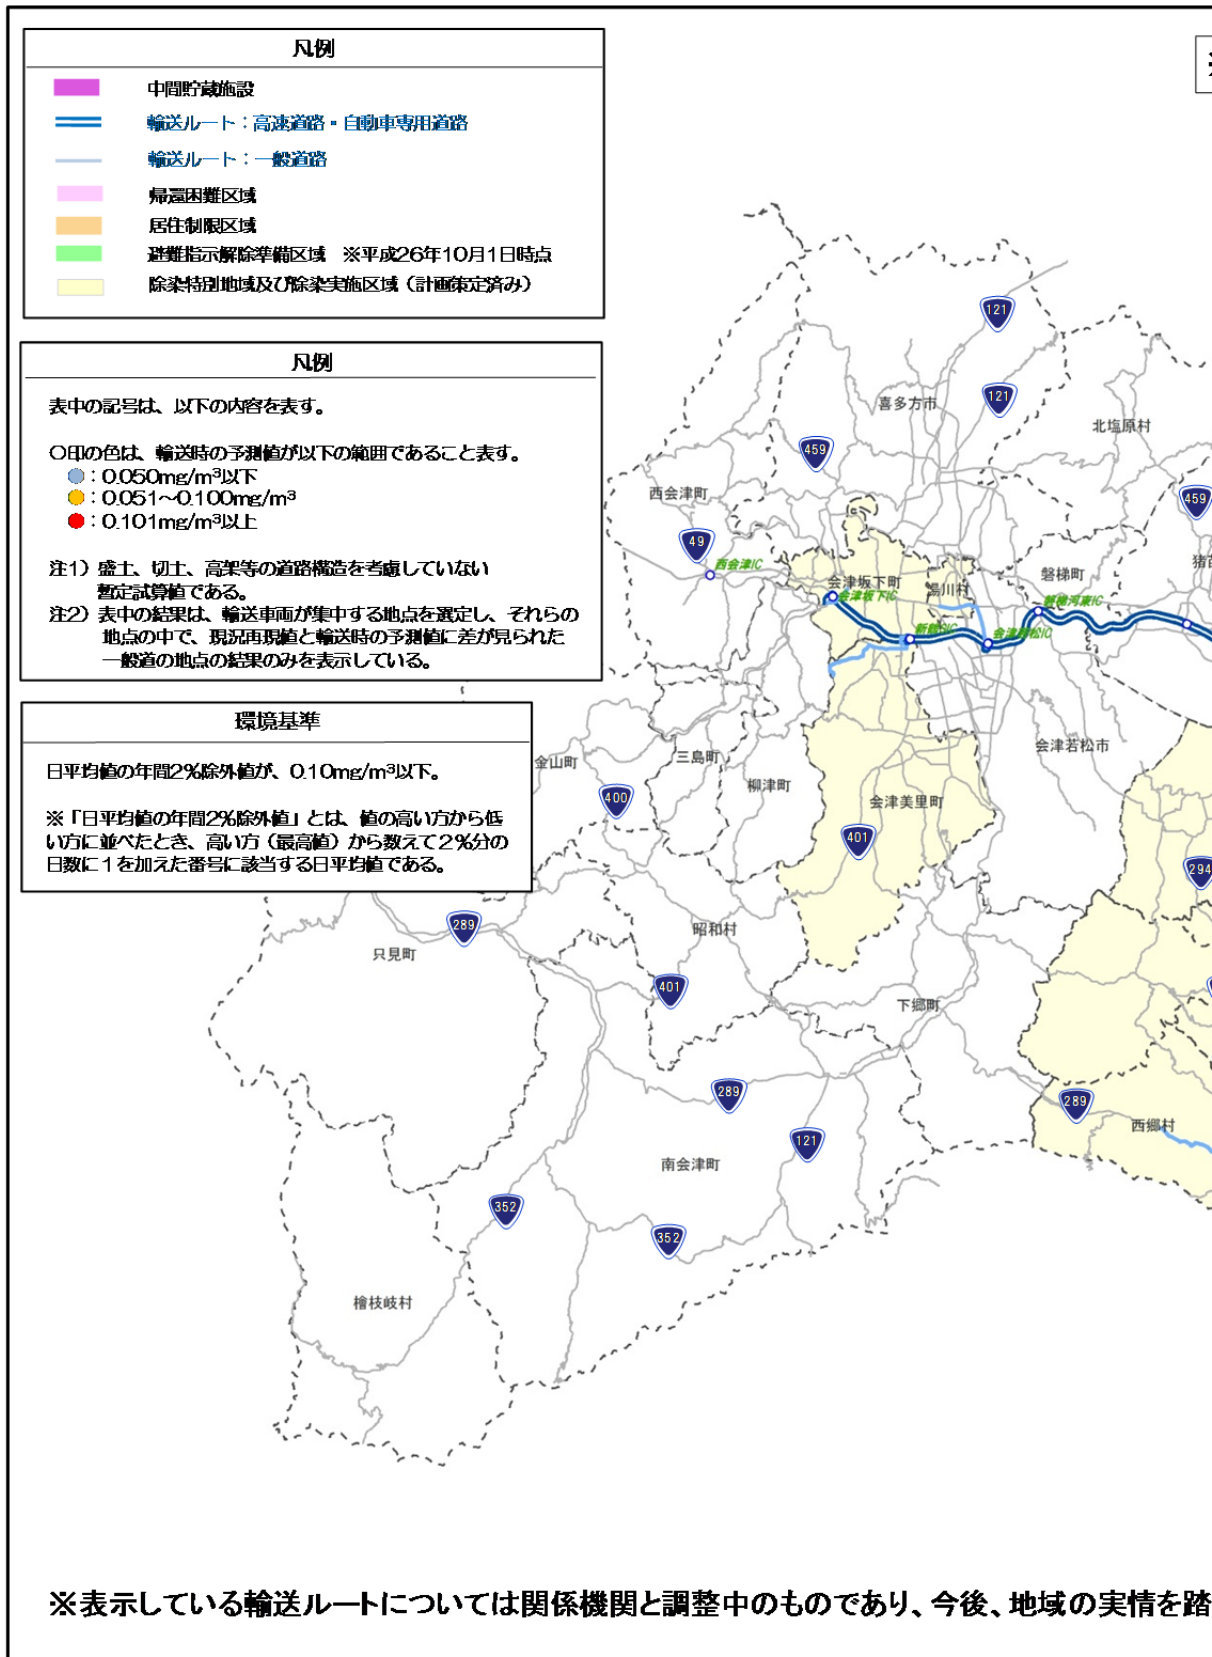 凡例
中間貯蔵施設
輸送ルート：高速道路・自動車専用道路
輸送ルート：一般道路
帰還困難区域
居住制限区域
避難指示解除準備区域　※平成26年10月1日時点
除染特別地域及び除染実施区域（計画策定済み）
凡例
表中の記号は、以下の内容を表す。
○印の色は、輸送時の予測値が以下の範囲であること表す。
：0.050mg/m³以下
：0.051～0.100mg/m³
：0.101mg/m³以上
注1）盛土、切土、高架等の道路構造を考慮していない
暫定試算値である。
注2）表中の結果は、輸送車両が集中する地点を選定し、それらの
地点の中で、現況再現値と輸送時の予測値に差が見られた
一般道の地点の結果のみを表示している。
環境基準
日平均値の年間2%除外値が、0.10mg/m³以下。
※「日平均値の年間2%除外値」とは、値の高い方から低
い方に並べたとき、高い方（最高値）から数えて２%分の
日数に１を加えた番号に該当する日平均値である。
※
121
喜多方市
121
北塩原村
459
西会津町
459
49
西会津IC
猪苗
会津坂下町
会津坂下IC
湯川村
磐梯町
磐梯河東IC
新鶴IC
会津若松IC
会津若松市
金山町
三島町
柳津町
400
会津美里町
401
294
289
只見町
昭和村
401
下郷町
289
289
西郷村
121
南会津町
352
352
檜枝岐村
※表示している輸送ルートについては関係機関と調整中のものであり、今後、地域の実情を踏